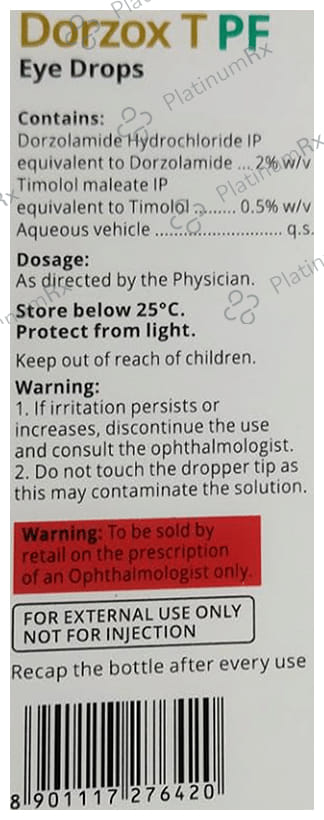 Dorzox T PF
Eye Drops
Contains:
Dorzolamide Hydrochloride IP
equivalent to Dorzolamide ... 2% w/v
Timolol maleate IP
equivalent to Timolol ........ 0.5% w/v
Aqueous vehicle ........................ q.s.
Dosage:
As directed by the Physician.
Store below 25°C.
Protect from light.
Keep out of reach of children.
Warning:
1. If irritation persists or
increases, discontinue the use
and consult the ophthalmologist.
2. Do not touch the dropper tip as
this may contaminate the solution.
Warning: To be sold by
retail on the prescription
of an Ophthalmologist only.
FOR EXTERNAL USE ONLY
NOT FOR INJECTION
Recap the bottle after every use
8 901117 276420
PlatinumRx
PlatinumRx
PlatinumRx
Platin
Rx